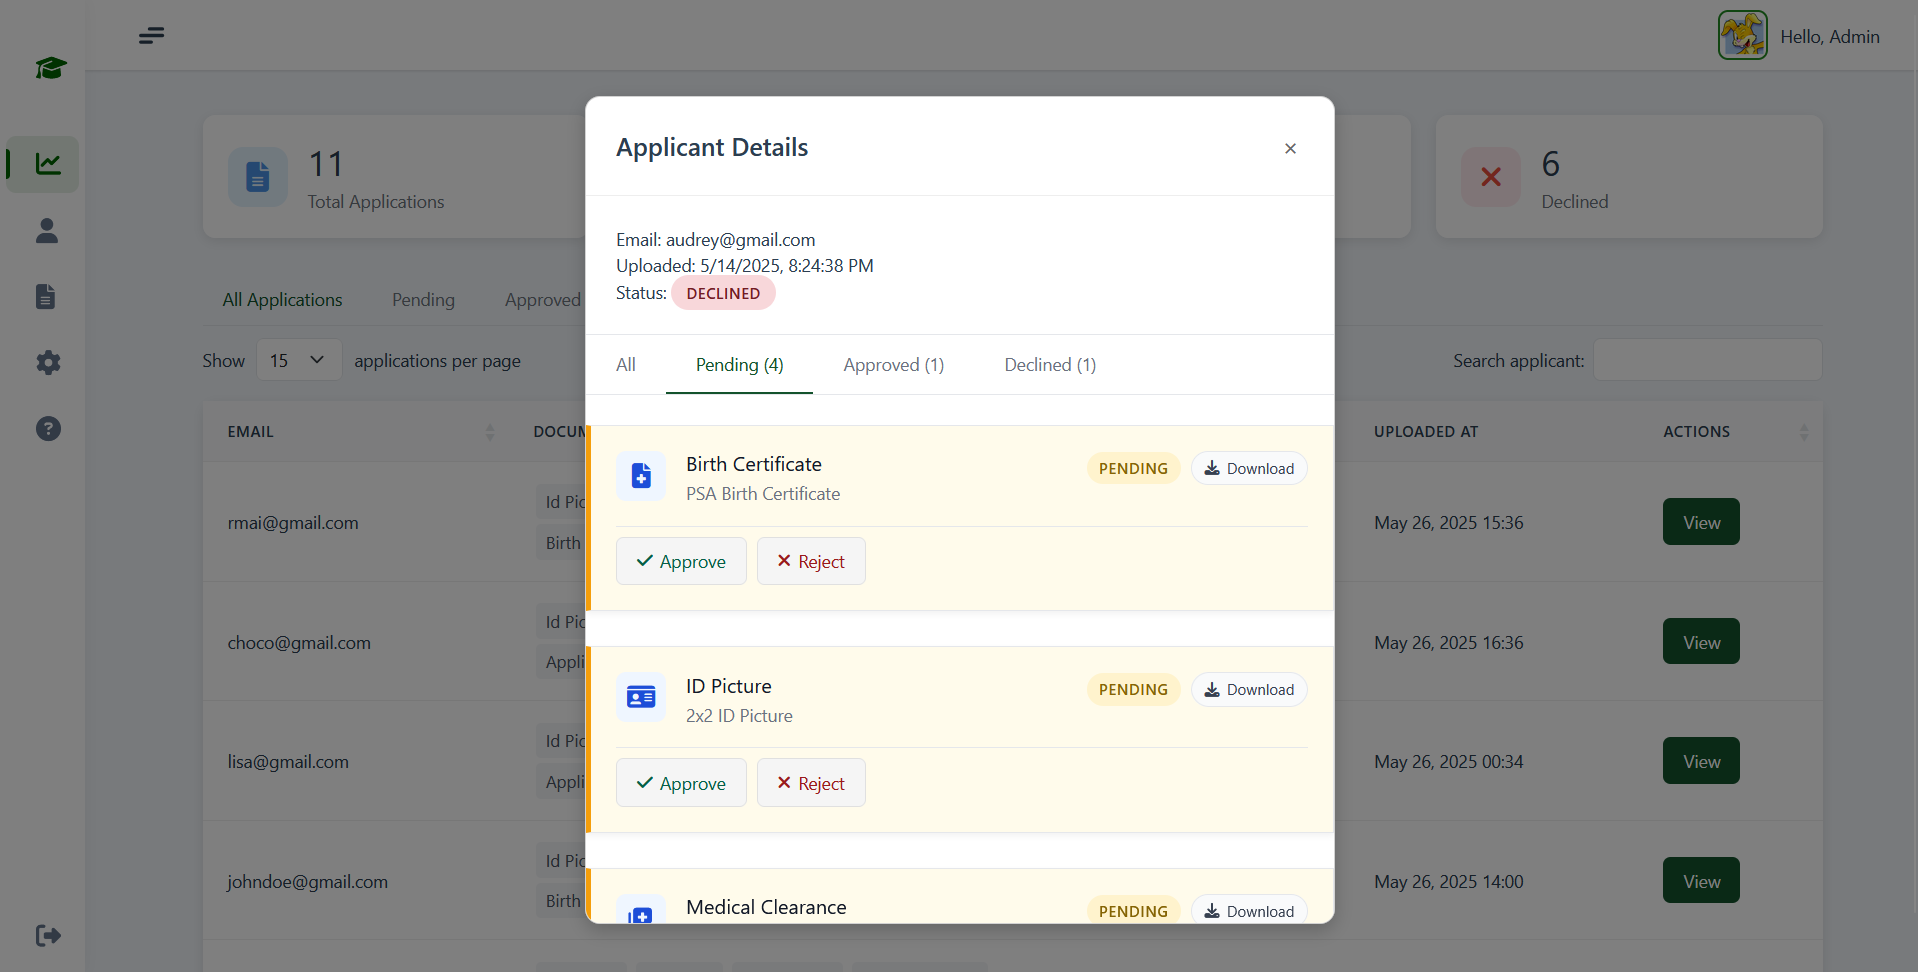 Hello, Admin
11
Total Applications
6
Declined
All Applications
Pending
Approved
Show 15 applications per page
Search applicant:
EMAIL
UPLOADED AT
ACTIONS
rmai@gmail.com
Id Pic
Birth
May 26, 2025 15:36
View
choco@gmail.com
Id Pic
Appli
May 26, 2025 16:36
View
lisa@gmail.com
Id Pic
Appli
May 26, 2025 00:34
View
johndoe@gmail.com
Id Pic
Birth
May 26, 2025 14:00
View
Applicant Details
×
Email: audrey@gmail.com
Uploaded: 5/14/2025, 8:24:38 PM
Status: DECLINED
All
Pending (4)
Approved (1)
Declined (1)
Birth Certificate
PSA Birth Certificate
PENDING
Download
Approve
Reject
ID Picture
2x2 ID Picture
PENDING
Download
Approve
Reject
Medical Clearance
PENDING
Download